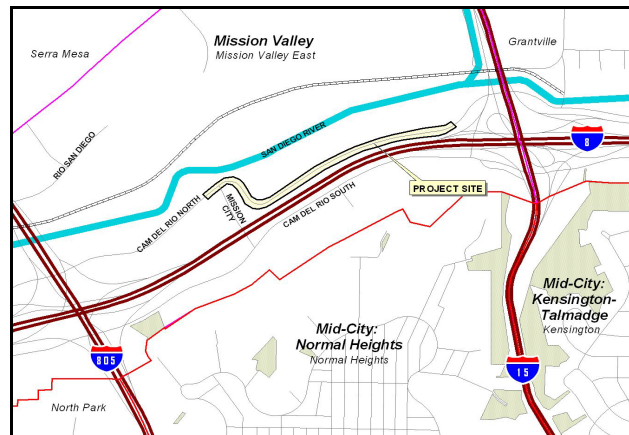 Mission Valley
Mission Valley East
Serra Mesa
Grantville
RIO SAN DIEGO
SAN DIEGO RIVER
8
PROJECT SITE
CAM DEL RIO NORTH
MISSION
CITY
CAM DEL RIO SOUTH
Mid-City:
Kensington-
Talmadge
Kensington
Mid-City:
Normal Heights
Normal Heights
805
15
North Park